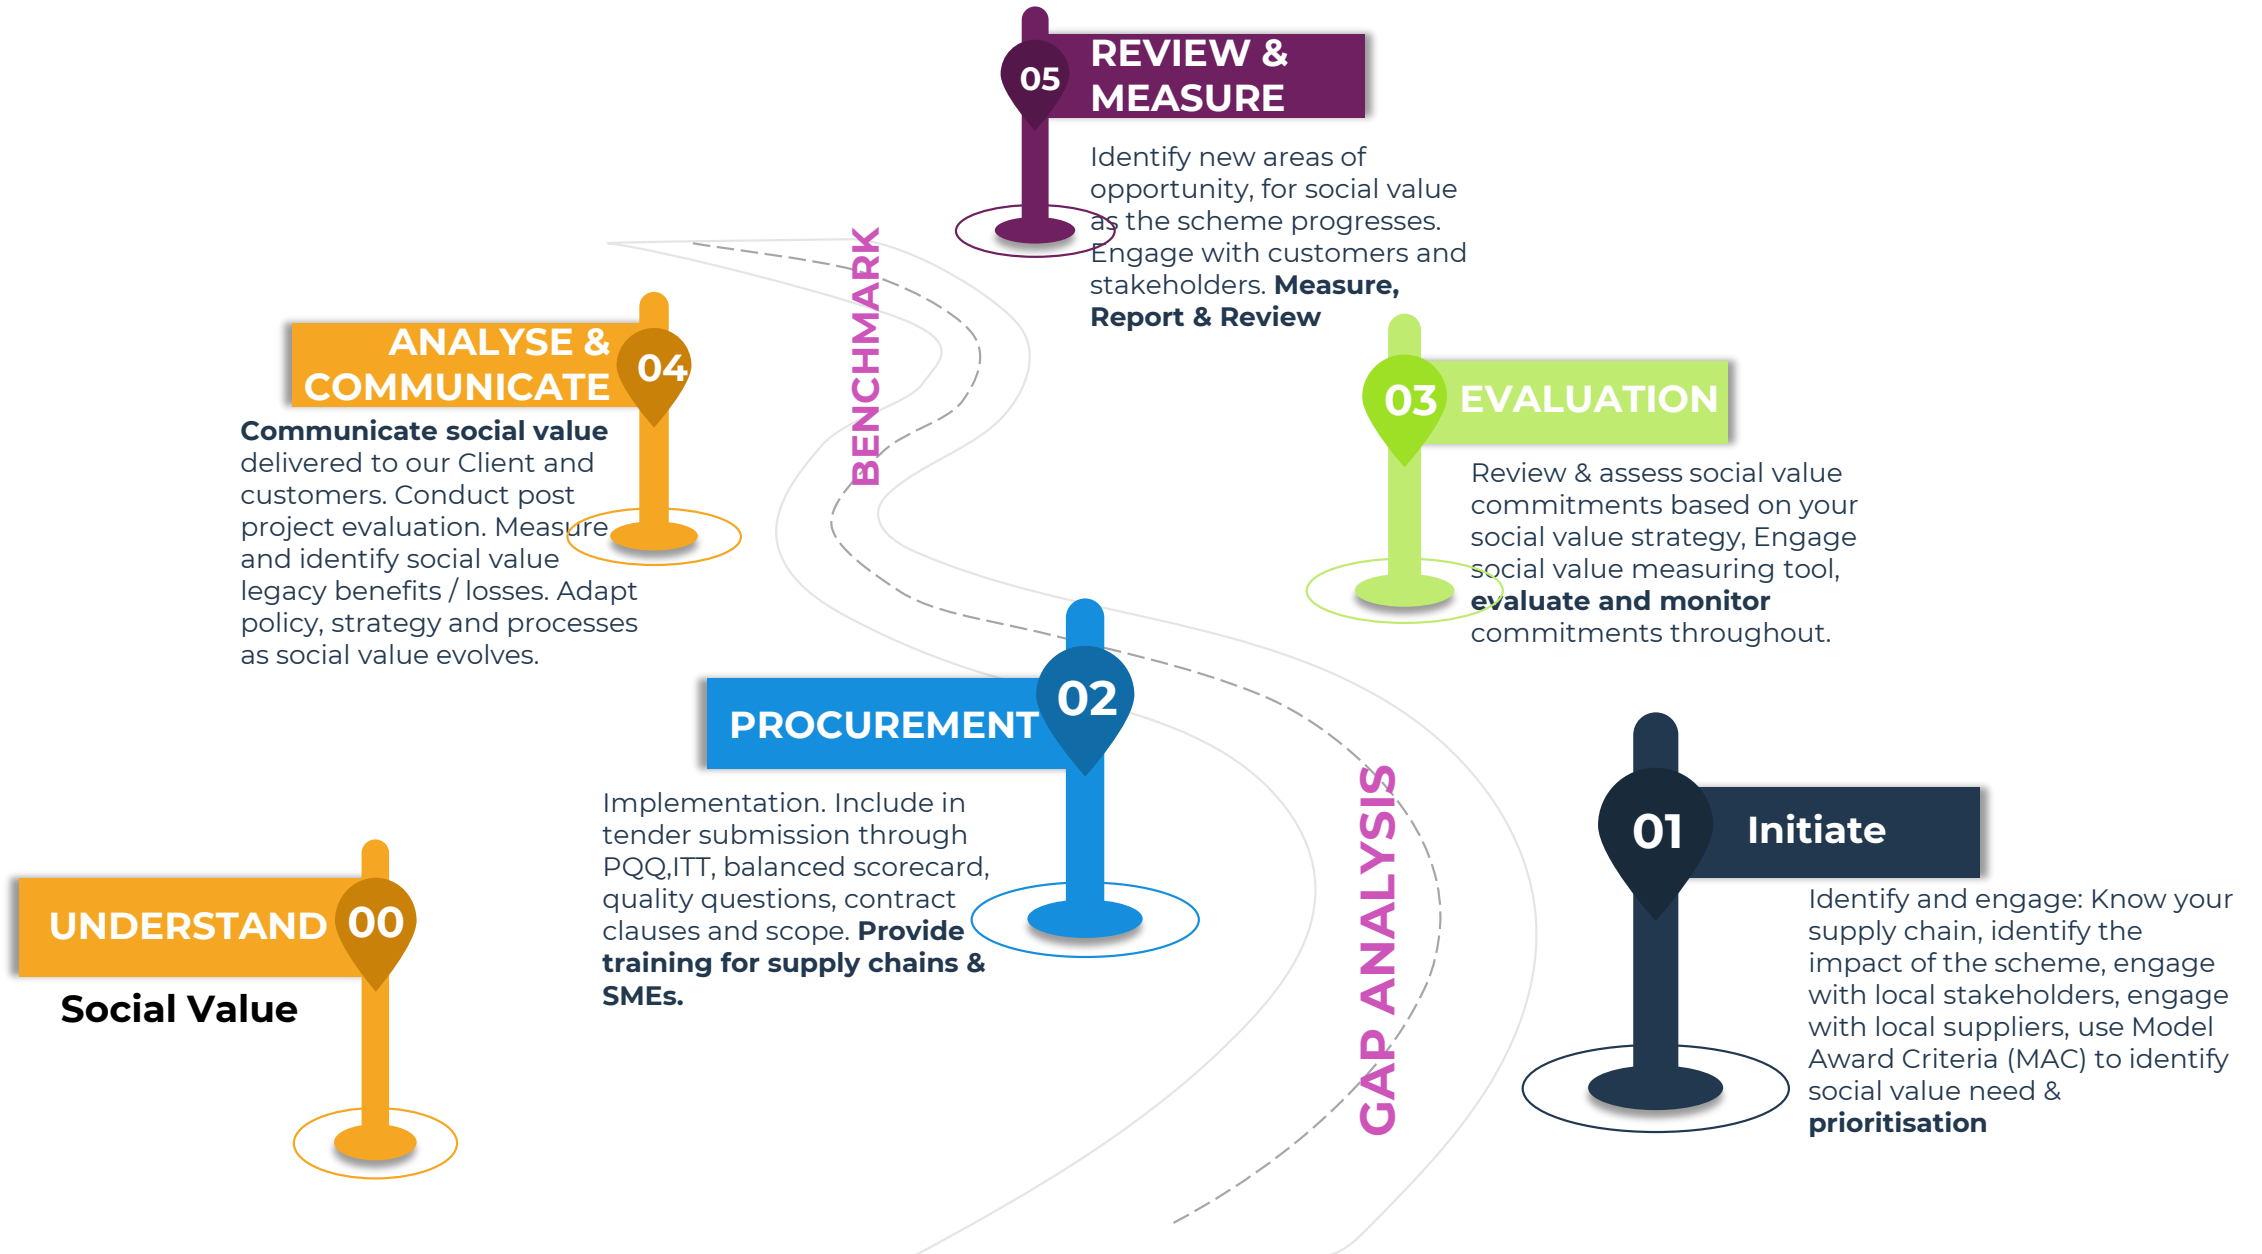 05
REVIEW &
MEASURE
Identify new areas of
opportunity, for social value
as the scheme progresses.
Engage with customers and
stakeholders. Measure,
Report & Review
BENCHMARK
ANALYSE &
COMMUNICATE
04
Communicate social value
delivered to our Client and
customers. Conduct post
project evaluation. Measure
and identify social value
legacy benefits / losses. Adapt
policy, strategy and processes
as social value evolves.
03
EVALUATION
Review & assess social value
commitments based on your
social value strategy, Engage
social value measuring tool,
evaluate and monitor
commitments throughout.
PROCUREMENT
02
Implementation. Include in
tender submission through
PQQ,ITT, balanced scorecard,
quality questions, contract
clauses and scope. Provide
training for supply chains &
SMEs.
GAP ANALYSIS
01
Initiate
Identify and engage: Know your
supply chain, identify the
impact of the scheme, engage
with local stakeholders, engage
with local suppliers, use Model
Award Criteria (MAC) to identify
social value need &
prioritisation
UNDERSTAND
00
Social Value